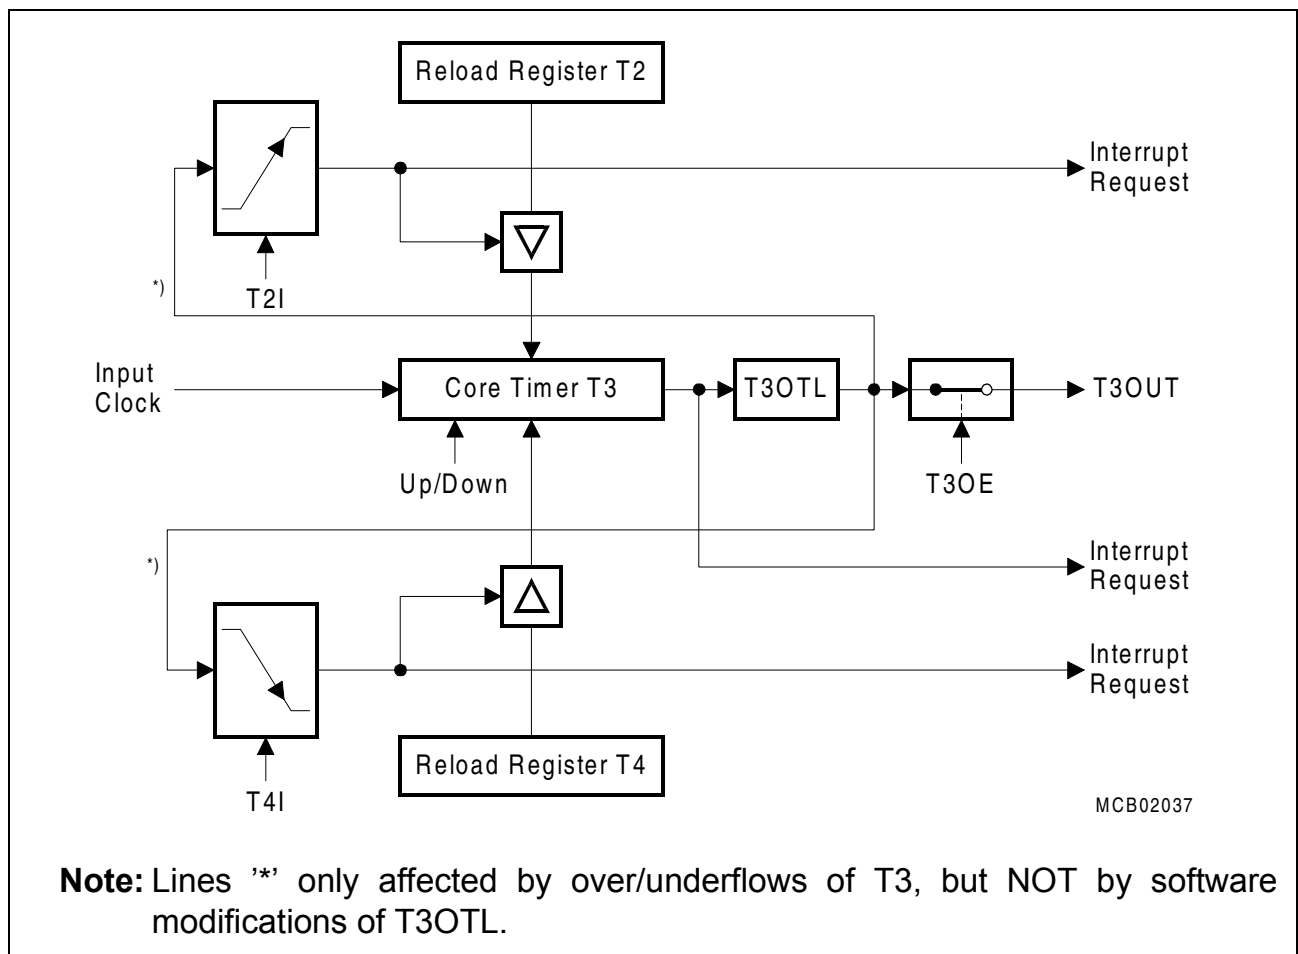 Reload Register T2
Interrupt
Request
*)
T2I
Input
Clock
Core Timer T3
T3OTL
T3OUT
Up/Down
T3OE
*)
Interrupt
Request
Interrupt
Request
Reload Register T4
T4I
MCB02037
Note: Lines ’*’ only affected by over/underflows of T3, but NOT by software
modifications of T3OTL.